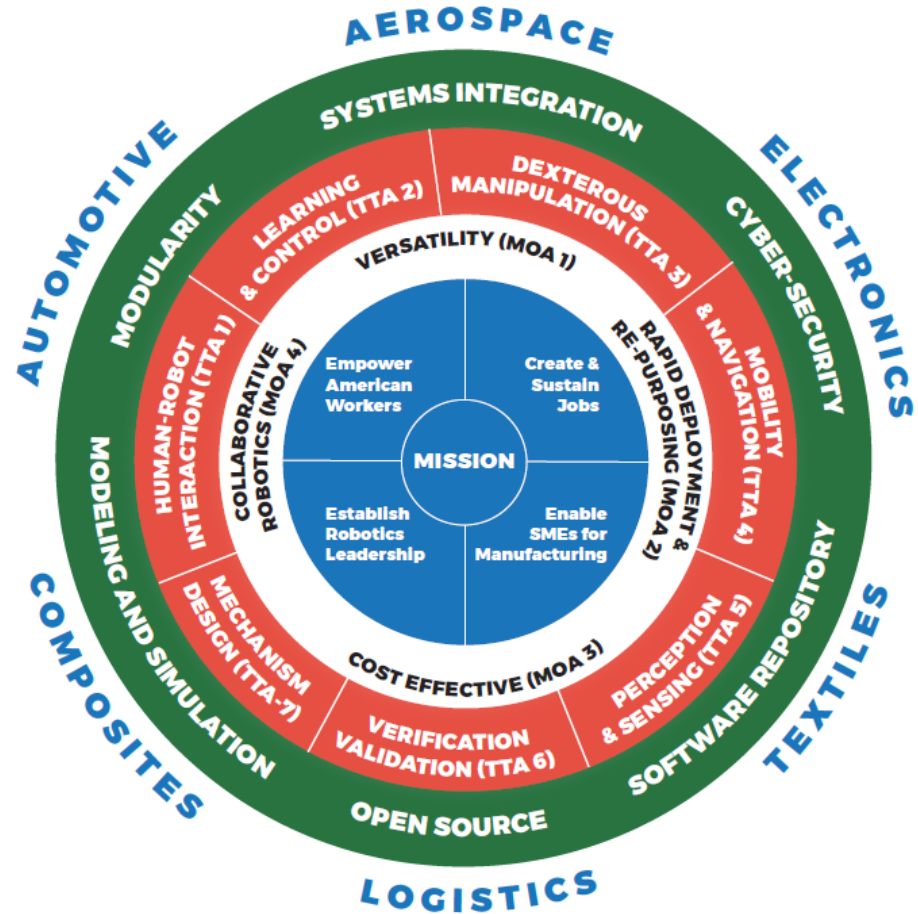 AEROSPACE
ELECTRONICS
TEXTILES
LOGISTICS
COMPOSITES
AUTOMOTIVE
SYSTEMS INTEGRATION
CYBER-SECURITY
SOFTWARE REPOSITORY
OPEN SOURCE
MODELING AND SIMULATION
MODULARITY
HUMAN-ROBOT
INTERACTION (TTA 1)
LEARNING
& CONTROL (TTA 2)
DEXTEROUS
MANIPULATION (TTA 3)
MOBILITY
& NAVIGATION (TTA 4)
PERCEPTION
& SENSING (TTA 5)
VERIFICATION
VALIDATION (TTA 6)
MECHANISM
DESIGN (TTA-7)
VERSATILITY (MOA 1)
RAPID DEPLOYMENT &
RE-PURPOSING (MOA 2)
COST EFFECTIVE (MOA 3)
COLLABORATIVE
ROBOTICS (MOA 4)
Empower
American
Workers
Create &
Sustain
Jobs
MISSION
Establish
Robotics
Leadership
Enable
SMEs for
Manufacturing